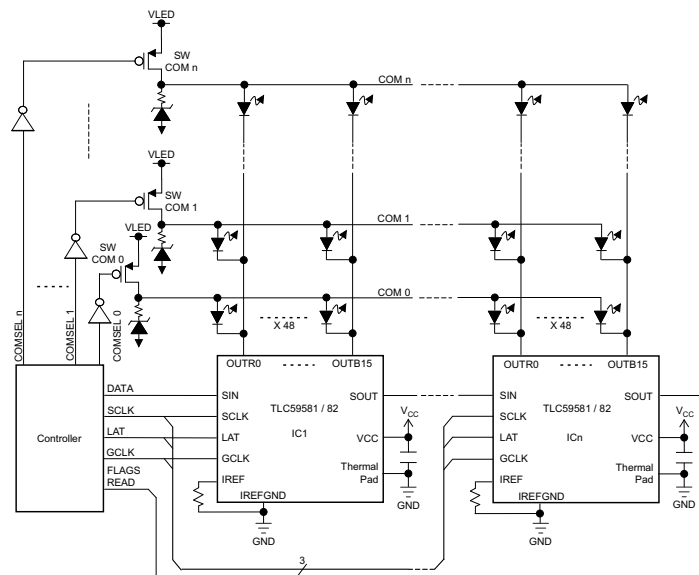 VLED
SW
COM n
COM n
VLED
SW
COM 1
COM 1
VLED
SW
COM 0
COM 0
COMSEL n
COMSEL 1
COMSEL 0
X 48
X 48
OUTR0
OUTB15
OUTR0
OUTB15
Controller
DATA
SCLK
LAT
GCLK
FLAGS
READ
SIN
SCLK
LAT
GCLK
IREF
IREFGND
TLC59581 / 82
IC1
SOUT
VCC
Thermal
Pad
VCC
GND
GND
3
SIN
SCLK
LAT
GCLK
IREF
IREFGND
TLC59581 / 82
ICn
SOUT
VCC
Thermal
Pad
VCC
GND
GND